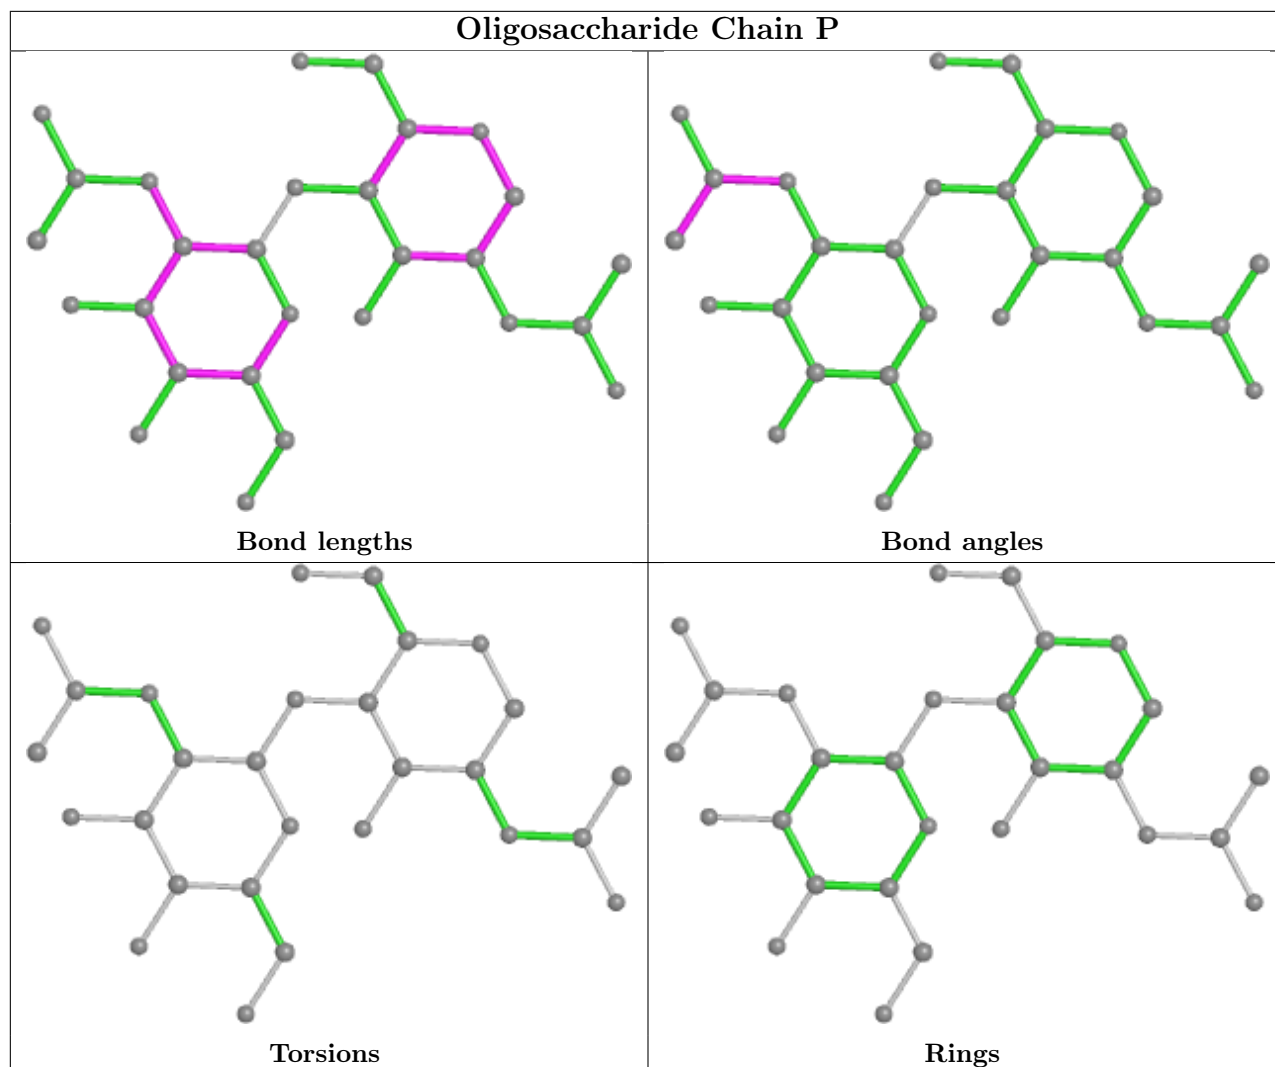 Oligosaccharide Chain P
Bond lengths
Bond angles
Torsions
Rings